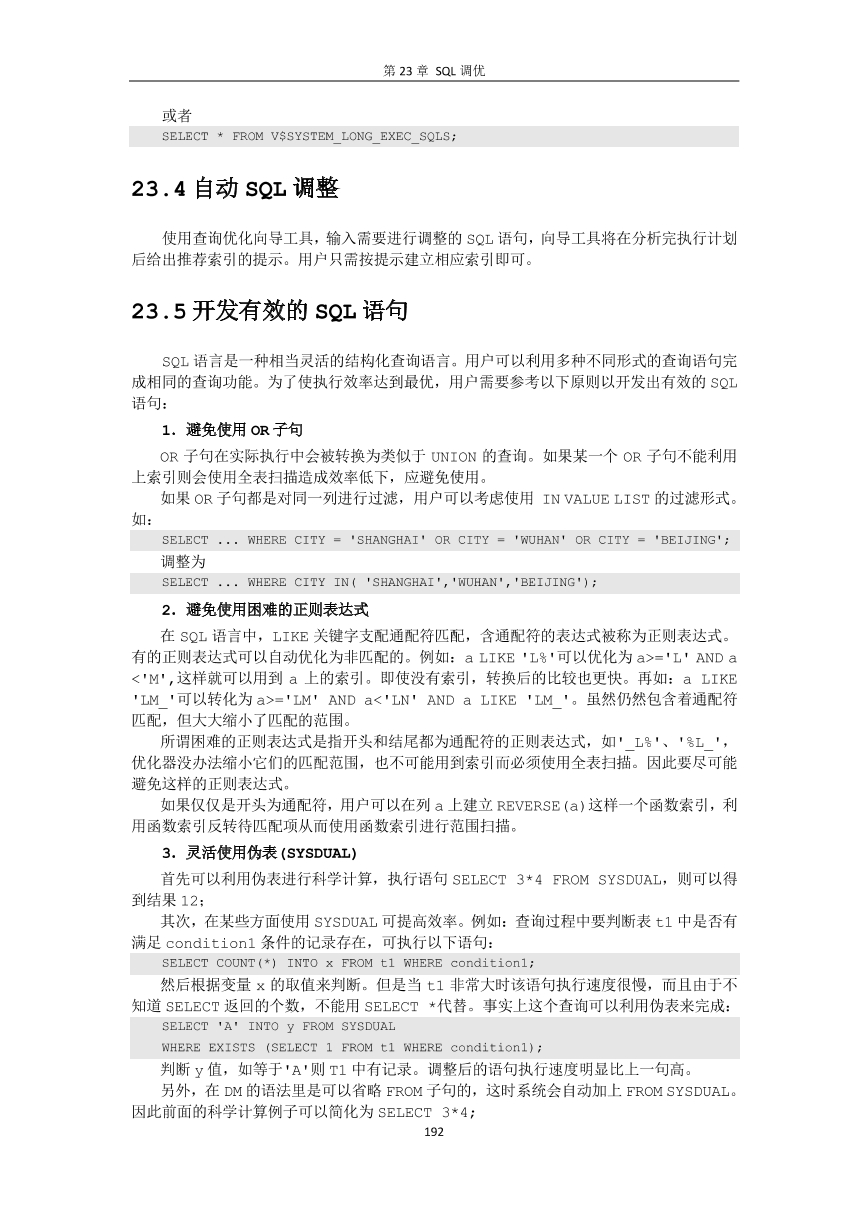 第 23 章 SQL 调优
或者
SELECT * FROM V$SYSTEM_LONG_EXEC_SQLS;
23.4 自动 SQL 调整
使用查询优化向导工具，输入需要进行调整的 SQL 语句，向导工具将在分析完执行计划
后给出推荐索引的提示。用户只需按提示建立相应索引即可。
23.5 开发有效的 SQL 语句
SQL 语言是一种相当灵活的结构化查询语言。用户可以利用多种不同形式的查询语句完
成相同的查询功能。为了使执行效率达到最优，用户需要参考以下原则以开发出有效的 SQL
语句：
1. 避免使用 OR 子句
OR 子句在实际执行中会被转换为类似于 UNION 的查询。如果某一个 OR 子句不能利用
上索引则会使用全表扫描造成效率低下，应避免使用。
如果 OR 子句都是对同一列进行过滤，用户可以考虑使用 IN VALUE LIST 的过滤形式。
如：
SELECT ... WHERE CITY = 'SHANGHAI' OR CITY = 'WUHAN' OR CITY = 'BEIJING';
调整为
SELECT ... WHERE CITY IN( 'SHANGHAI','WUHAN','BEIJING');
2. 避免使用困难的正则表达式
在 SQL 语言中，LIKE 关键字支配通配符匹配，含通配符的表达式被称为正则表达式。
有的正则表达式可以自动优化为非匹配的。例如：a LIKE 'L%'可以优化为 a>='L' AND a
<'M',这样就可以用到 a 上的索引。即使没有索引，转换后的比较也更快。再如：a LIKE
'LM_'可以转化为 a>='LM' AND a<'LN' AND a LIKE 'LM_'。虽然仍然包含着通配符
匹配，但大大缩小了匹配的范围。
所谓困难的正则表达式是指开头和结尾都为通配符的正则表达式，如'_L%'、'%L_'，
优化器没办法缩小它们的匹配范围，也不可能用到索引而必须使用全表扫描。因此要尽可能
避免这样的正则表达式。
如果仅仅是开头为通配符，用户可以在列 a 上建立 REVERSE(a)这样一个函数索引，利
用函数索引反转待匹配项从而使用函数索引进行范围扫描。
3. 灵活使用伪表(SYSDUAL)
首先可以利用伪表进行科学计算，执行语句 SELECT 3*4 FROM SYSDUAL，则可以得
到结果 12；
其次，在某些方面使用 SYSDUAL 可提高效率。例如：查询过程中要判断表 t1 中是否有
满足 condition1 条件的记录存在，可执行以下语句：
SELECT COUNT(*) INTO x FROM t1 WHERE condition1;
然后根据变量 x 的取值来判断。但是当 t1 非常大时该语句执行速度很慢，而且由于不
知道 SELECT 返回的个数，不能用 SELECT *代替。事实上这个查询可以利用伪表来完成：
SELECT 'A' INTO y FROM SYSDUAL
WHERE EXISTS (SELECT 1 FROM t1 WHERE condition1);
判断 y 值，如等于'A'则 T1 中有记录。调整后的语句执行速度明显比上一句高。
另外，在 DM 的语法里是可以省略 FROM 子句的，这时系统会自动加上 FROM SYSDUAL。
因此前面的科学计算例子可以简化为 SELECT 3*4;
192